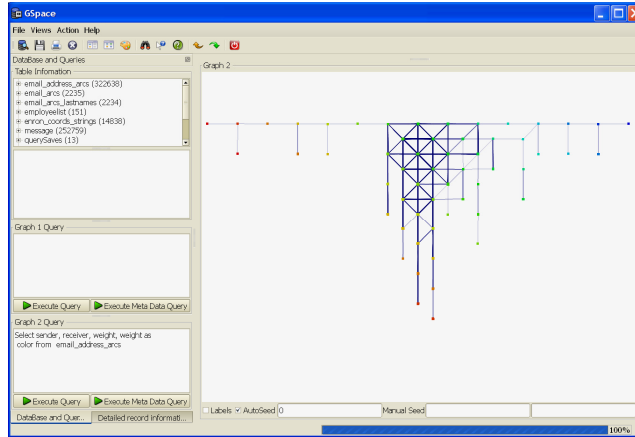 GSpace
File Views Action Help
DataBase and Queries
Table Infomation
email_address_arcs (322638)
email_arcs (2235)
email_arcs_lastnames (2234)
employeelist (151)
enron_coords_strings (14838)
message (252759)
querySaves (13)
Graph 1 Query
Execute Query Execute Meta Data Query
Graph 2 Query
Select sender, receiver, weight, weight as
color from email_address_arcs
Execute Query Execute Meta Data Query
DataBase and Quer... Detailed record informati...
Graph 2
Labels AutoSeed 0 Manual Seed
100%